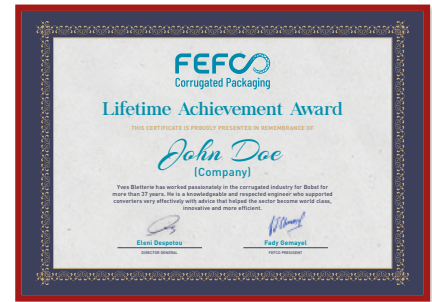 FEFCO
Corrugated Packaging
Lifetime Achievement Award
THIS CERTIFICATE IS PROUDLY PRESENTED IN REMEMBRANCE OF
John Doe
(Company)
Yves Bletterie has worked passionately in the corrugated industry for Bobst for
more than 37 years. He is a knowledgeable and respected engineer who supported
converters very effectively with advice that helped the sector become world class,
innovative and more efficient.
Eleni Despotou Fady Gemayel
DIRECTOR GENERAL FEFCO PRESIDENT